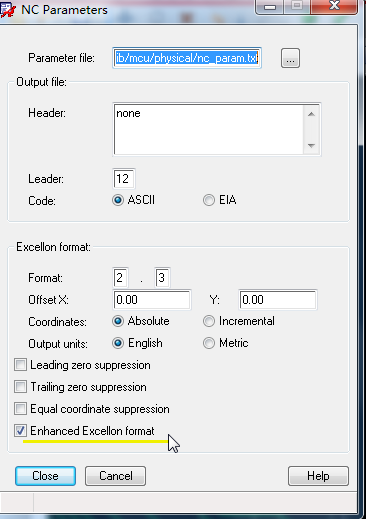 NC Parameters
Parameter file: ib/mcu/physical/nc_param.txt ...
Output file:
Header: none
Leader: 12
Code: ASCII EIA
Excellon format:
Format: 2 . 3
Offset X: 0.00 Y: 0.00
Coordinates: Absolute Incremental
Output units: English Metric
Leading zero suppression
Trailing zero suppression
Equal coordinate suppression
Enhanced Excellon format
Close Cancel Help